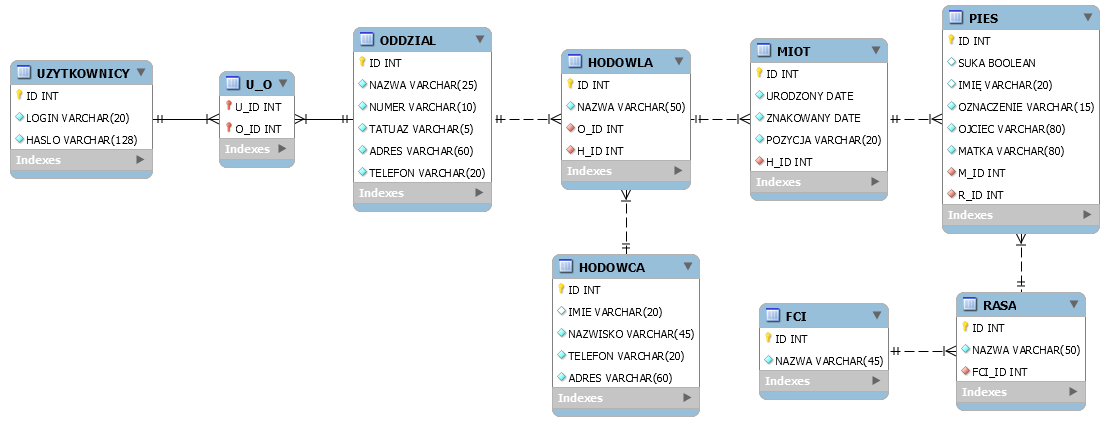 UZYTKOWNICY
ID INT
LOGIN VARCHAR(20)
HASLO VARCHAR(128)
Indexes
U_O
U_ID INT
O_ID INT
Indexes
ODDZIAL
ID INT
NAZWA VARCHAR(25)
NUMER VARCHAR(10)
TATUAZ VARCHAR(5)
ADRES VARCHAR(60)
TELEFON VARCHAR(20)
Indexes
HODOWLA
ID INT
NAZWA VARCHAR(50)
O_ID INT
H_ID INT
Indexes
MIOT
ID INT
URODZONY DATE
ZNAKOWANY DATE
POZYCJA VARCHAR(20)
H_ID INT
Indexes
PIES
ID INT
SUKA BOOLEAN
IMIĘ VARCHAR(20)
OZNACZENIE VARCHAR(15)
OJCIEC VARCHAR(80)
MATKA VARCHAR(80)
M_ID INT
R_ID INT
Indexes
HODOWCA
ID INT
IMIE VARCHAR(20)
NAZWISKO VARCHAR(45)
TELEFON VARCHAR(20)
ADRES VARCHAR(60)
Indexes
FCI
ID INT
NAZWA VARCHAR(45)
Indexes
RASA
ID INT
NAZWA VARCHAR(50)
FCI_ID INT
Indexes